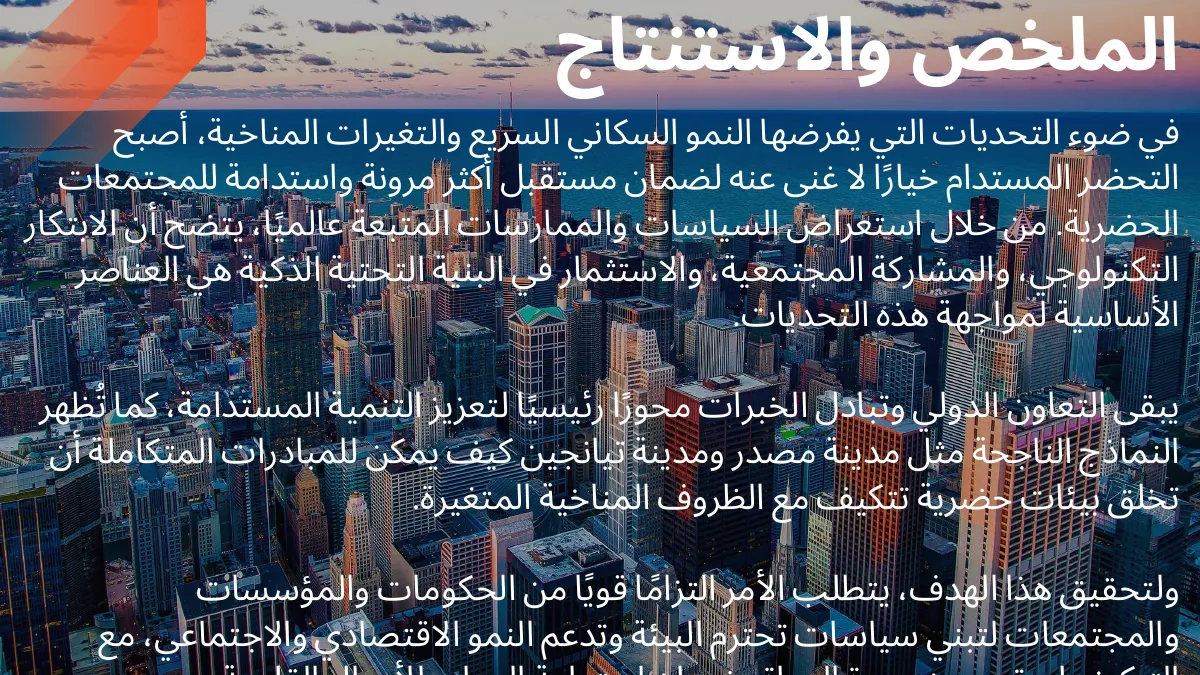 الملخص والاستنتاج
في ضوء التحديات التي يفرضها النمو السكاني السريع والتغيرات المناخية، أصبح
التحضر المستدام خيارًا لا غنى عنه لضمان مستقبل أكثر مرونة واستدامة للمجتمعات
الحضرية. من خلال استعراض السياسات والممارسات المتبعة عالميًا، يتضح أن الابتكار
التكنولوجي، والمشاركة المجتمعية، والاستثمار في البنية التحتية الذكية هي العناصر
الأساسية لمواجهة هذه التحديات.
يبقى التعاون الدولي وتبادل الخبرات محورًا رئيسيًا لتعزيز التنمية المستدامة، كما تُظهر
النماذج الناجحة مثل مدينة مصدر ومدينة تيانجين كيف يمكن للمبادرات المتكاملة أن
تخلق بيئات حضرية تتكيف مع الظروف المناخية المتغيرة.
ولتحقيق هذا الهدف، يتطلب الأمر التزامًا قويًا من الحكومات والمؤسسات
والمجتمعات لتبني سياسات تحترم البيئة وتدعم النمو الاقتصادي والاجتماعي، مع